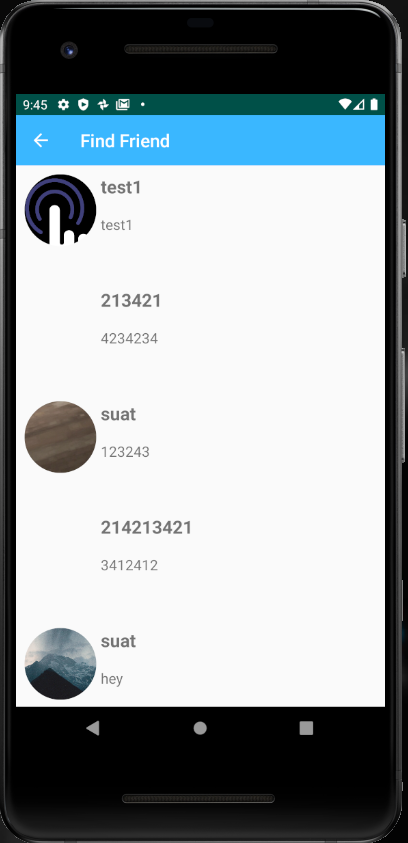 9:45
Find Friend
test1
test1
213421
4234234
suat
123243
214213421
3412412
suat
hey